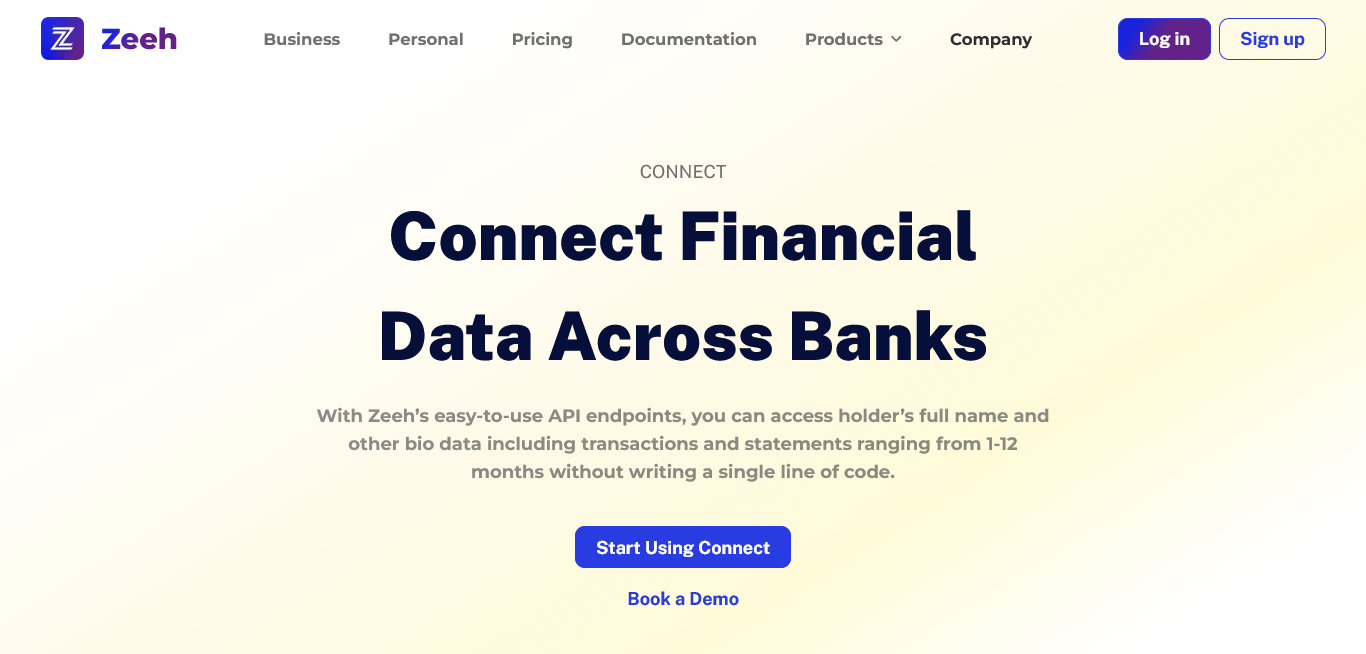 Zeeh
Business
Personal
Pricing
Documentation
Products
Company
Log in
Sign up
CONNECT
Connect Financial
Data Across Banks
With Zeeh’s easy-to-use API endpoints, you can access holder’s full name and
other bio data including transactions and statements ranging from 1-12
months without writing a single line of code.
Start Using Connect
Book a Demo